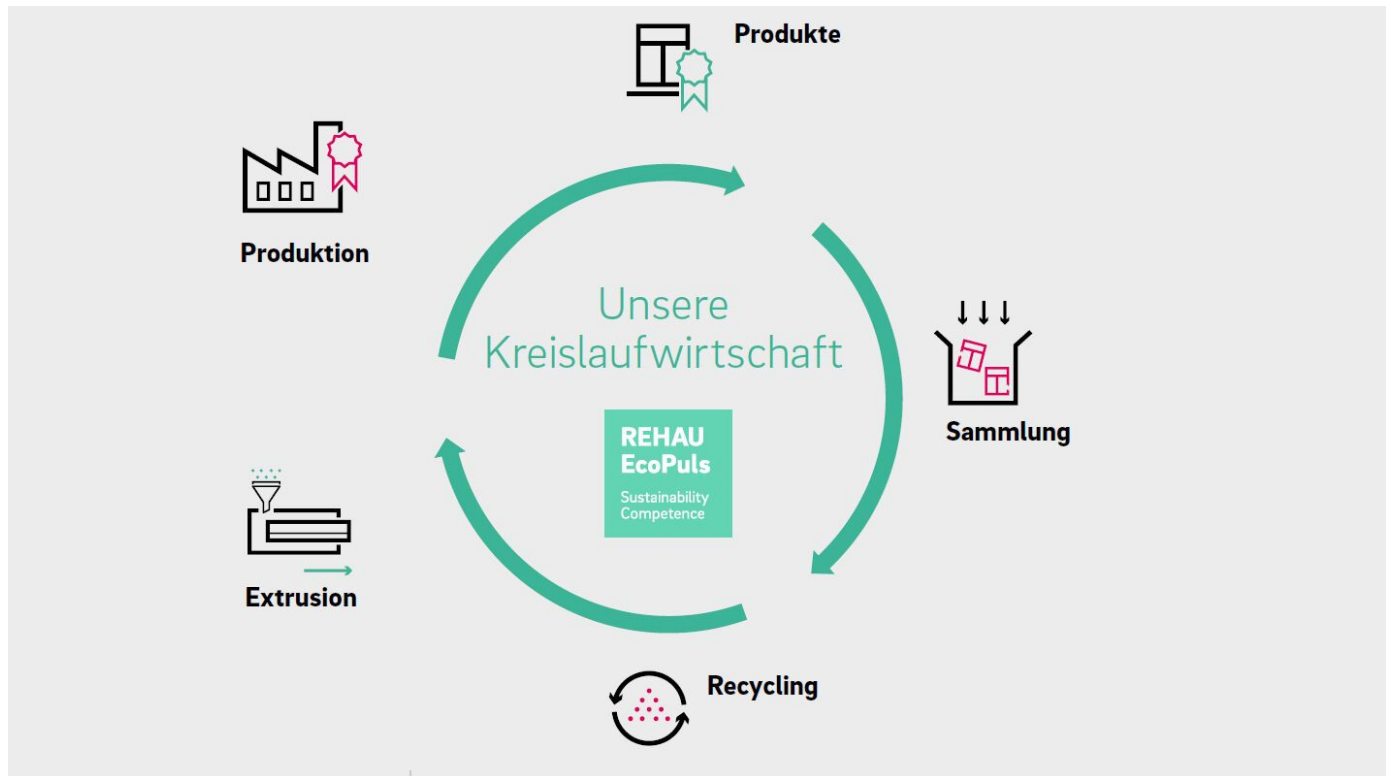 Produkte
Produktion
Unsere
Kreislaufwirtschaft
Sammlung
REHAU
EcoPuls
Sustainability
Competence
Extrusion
Recycling